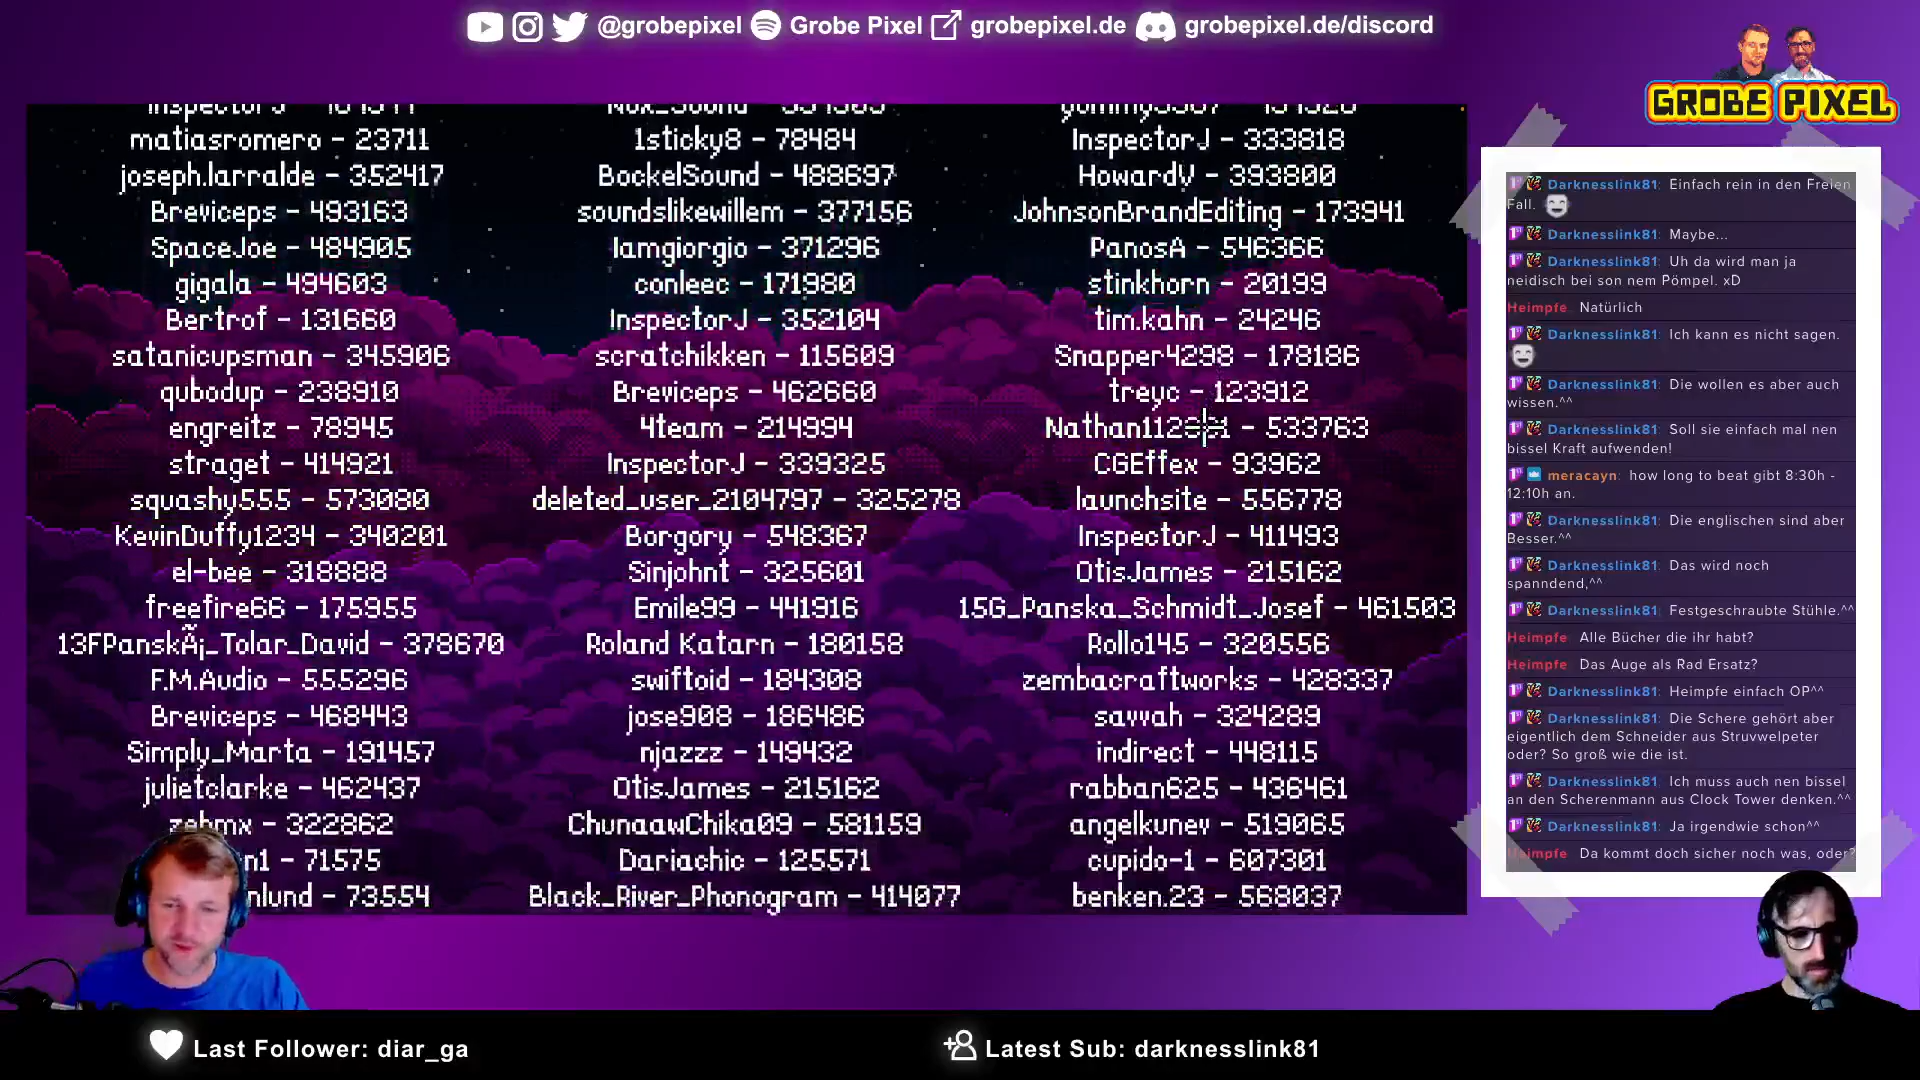 @grobepixel Grobe Pixel grobepixel.de grobepixel.de/discord
GROBE PIXEL
matiasromero - 23711
joseph.larralde - 352417
Breviceps - 493163
SpaceJoe - 484905
gigala - 494603
Bertrof - 131660
satanicupsman - 345906
qubodup - 238910
engreitz - 78945
straget - 414921
squashy555 - 573080
KevinDuffy1234 - 340201
el-bee - 318888
freefire66 - 175955
13FPanskÃ¡_Tolar_David - 378670
F.M.Audio - 555296
Breviceps - 468443
Simply_Marta - 191457
julietclarke - 462437
zehmx - 322862
n1 - 71575
nlund - 73554
1sticky8 - 78484
BockelSound - 488697
soundslikewillem - 377156
Iamgiorgio - 371296
conleec - 171980
InspectorJ - 352104
scratchikken - 115609
Breviceps - 462660
4team - 214994
InspectorJ - 339325
deleted_user_2104797 - 325278
Borgory - 548367
Sinjohnt - 325601
Emile99 - 441916
Roland Katarn - 180158
swiftoid - 184308
jose908 - 186486
njazzz - 149432
OtisJames - 215162
ChunaawChika09 - 581159
Dariachic - 125571
Black_River_Phonogram - 414077
InspectorJ - 333818
HowardV - 393800
JohnsonBrandEditing - 173941
PanosA - 546366
stinkhorn - 20199
tim.kahn - 24246
Snapper4298 - 178186
treyc - 123912
- 533763
CGEffex - 93962
launchsite - 556778
InspectorJ - 411493
OtisJames - 215162
15G_Panska_Schmidt_Josef - 461503
Rollo145 - 320556
zembacraftworks - 428337
savvah - 324289
indirect - 448115
rabban625 - 436461
angelkunev - 519065
cupido-1 - 607301
benken.23 - 568037
Darknesslink81: Einfach rein in den Freien
Fall.
Darknesslink81: Maybe...
Darknesslink81: Uh da wird man ja
neidisch bei son nem Pömpel. xD
Heimpfe Natürlich
Darknesslink81: Ich kann es nicht sagen.
Darknesslink81: Die wollen es aber auch
wissen.^^
Darknesslink81: Soll sie einfach mal nen
bissel Kraft aufwenden!
meracayn: how long to beat gibt 8:30h -
12:10h an.
Darknesslink81: Die englischen sind aber
Besser.^^
Darknesslink81: Das wird noch
spanndend,^^
Darknesslink81: Festgeschraubte Stühle.^^
Heimpfe Alle Bücher die ihr habt?
Heimpfe Das Auge als Rad Ersatz?
Darknesslink81: Heimpfe einfach OP^^
Darknesslink81: Die Schere gehört aber
eigentlich dem Schneider aus Struvwelpeter
oder? So groß wie die ist.
Darknesslink81: Ich muss auch nen bissel
an den Scherenmann aus Clock Tower denken.^^
Darknesslink81: Ja irgendwie schon^^
Heimpfe Da kommt doch sicher noch was, oder?
Last Follower: diar_ga
Latest Sub: darknesslink81